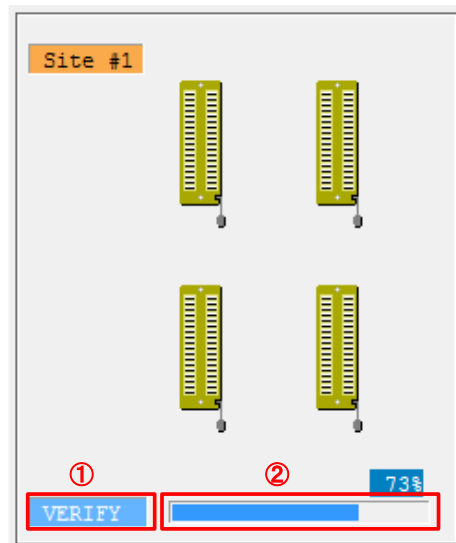 Site #1
① ②
73%
VERIFY